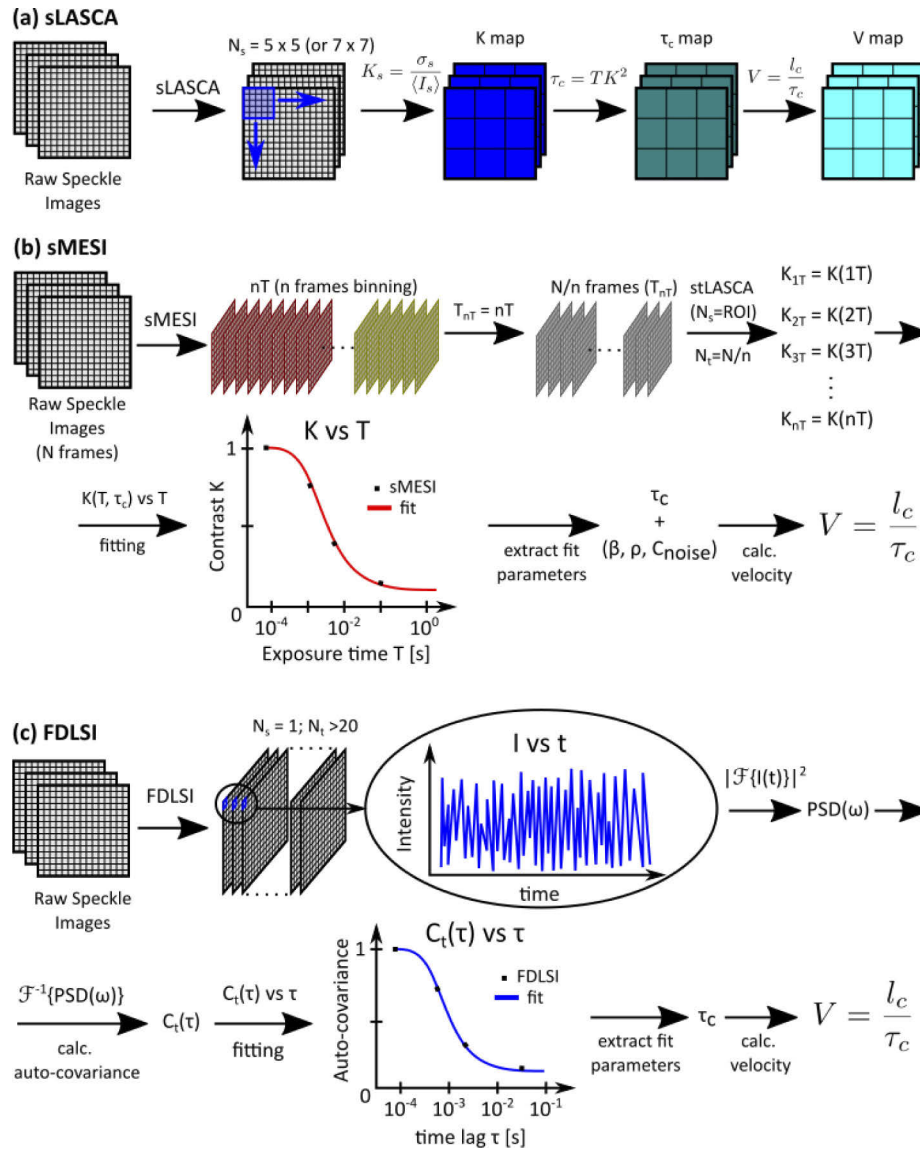 (a) sLASCA
Raw Speckle
Images
sLASCA
N_s = 5 x 5 (or 7 x 7)
K_s = σ_s / ⟨I_s⟩
K map
τ_c = TK^2
τ_c map
V = l_c / τ_c
V map
(b) sMESI
Raw Speckle
Images
(N frames)
sMESI
nT (n frames binning)
T_nT = nT
N/n frames (T_nT)
stLASCA
(N_s=ROI)
N_t=N/n
K_1T = K(1T)
K_2T = K(2T)
K_3T = K(3T)
⋮
K_nT = K(nT)
K(T, τ_c) vs T
fitting
K vs T
Contrast K
1
0
sMESI
fit
10^-4 10^-2 10^0
Exposure time T [s]
extract fit
parameters
τ_c
+
(β, ρ, C_noise)
calc.
velocity
V = l_c / τ_c
(c) FDLSI
Raw Speckle
Images
FDLSI
N_s = 1; N_t >20
I vs t
Intensity
time
|ℱ{I(t)}|^2
PSD(ω)
ℱ^-1{PSD(ω)}
calc.
auto-covariance
C_t(τ)
C_t(τ) vs τ
fitting
C_t(τ) vs τ
Auto-covariance
1
0
FDLSI
fit
10^-4 10^-3 10^-2 10^-1
time lag τ [s]
extract fit
parameters
τ_c
calc.
velocity
V = l_c / τ_c